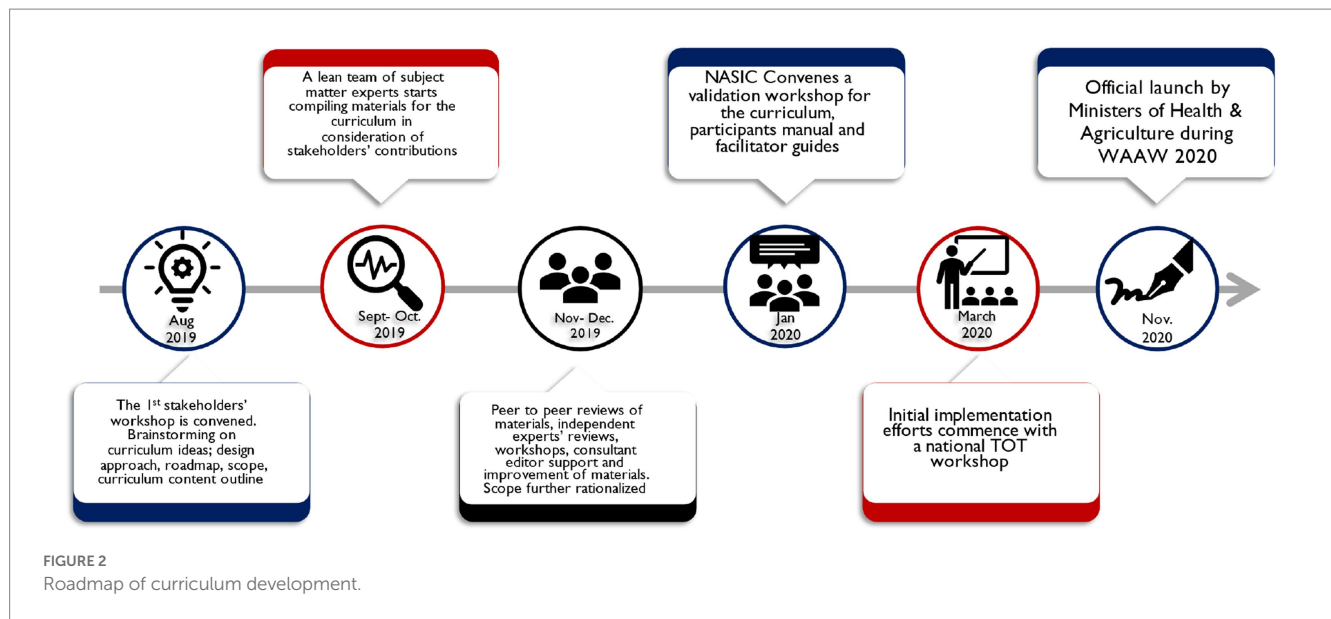 A lean team of subject
matter experts starts
compiling materials for the
curriculum in
consideration of
stakeholders' contributions
NASIC Convenes a
validation workshop for
the curriculum,
participants manual and
facilitator guides
Official launch by
Ministers of Health &
Agriculture during
WAAW 2020
Aug
2019
Sept- Oct.
2019
Nov- Dec.
2019
Jan
2020
March
2020
Nov.
2020
The 1st stakeholders'
workshop is convened.
Brainstorming on
curriculum ideas; design
approach, roadmap, scope,
curriculum content outline
Peer to peer reviews of
materials, independent
experts' reviews,
workshops, consultant
editor support and
improvement of materials.
Scope further rationalized
Initial implementation
efforts commence with
a national TOT
workshop
FIGURE 2
Roadmap of curriculum development.